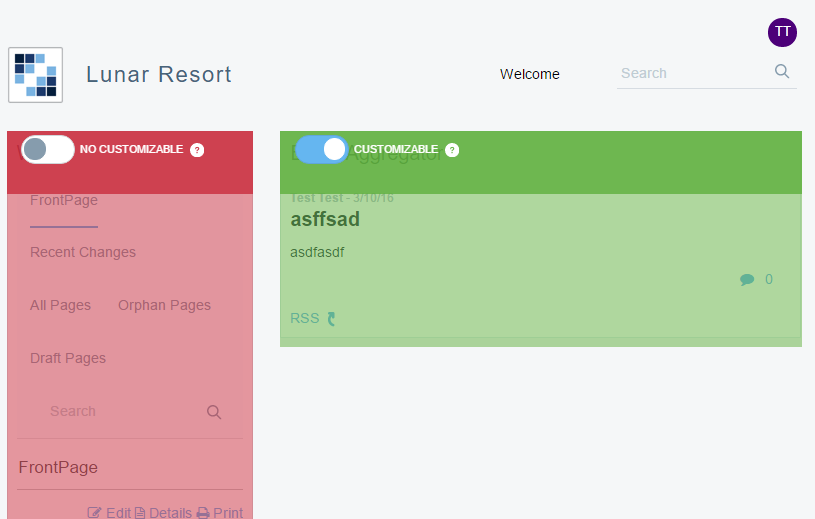 TT
Lunar Resort
Welcome
Search
NO CUSTOMIZABLE ?
FrontPage
Recent Changes
All Pages Orphan Pages
Draft Pages
Search
FrontPage
Edit Details Print
CUSTOMIZABLE ?
Aggregator
Test Test - 3/10/16
asffsad
asdfasdf
0
RSS